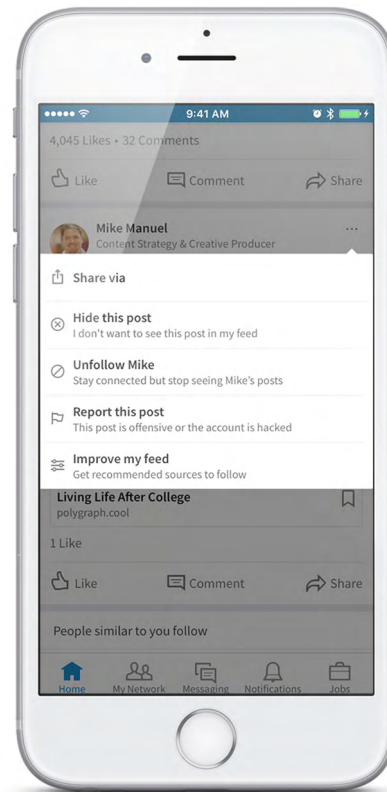 9:41 AM
4,045 Likes • 32 Comments
Like
Comment
Share
Mike Manuel
Content Strategy & Creative Producer
Share via
Hide this post
I don't want to see this post in my feed
Unfollow Mike
Stay connected but stop seeing Mike's posts
Report this post
This post is offensive or the account is hacked
Improve my feed
Get recommended sources to follow
Living Life After College
polygraph.cool
1 Like
Like
Comment
Share
People similar to you follow
Home
My Network
Messaging
Notifications
Jobs